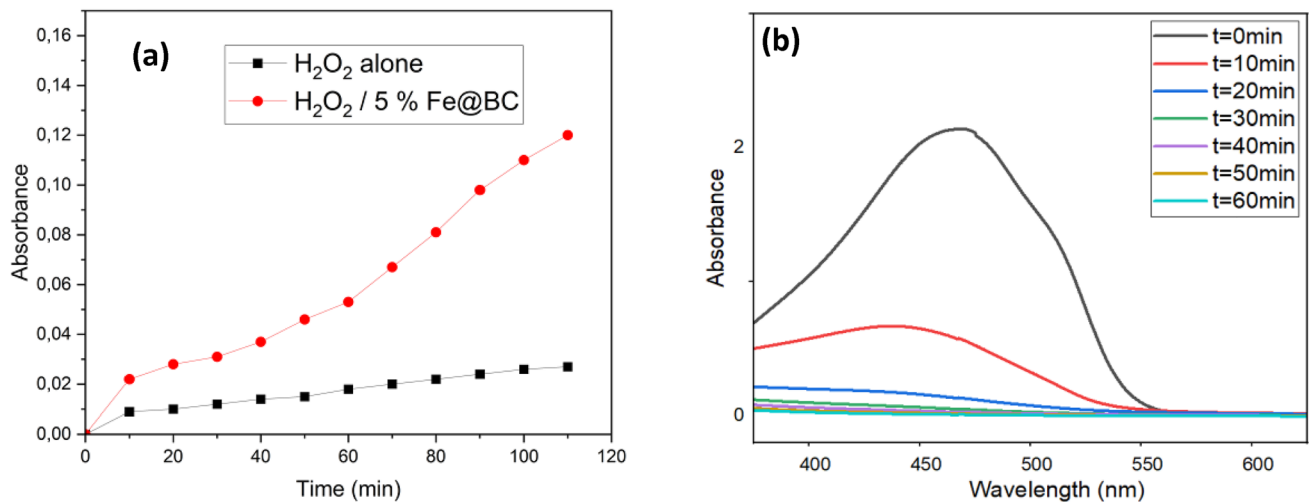 (a)
H₂O₂ alone
H₂O₂ / 5 % Fe@BC
0,16
0,14
0,12
0,10
0,08
0,06
0,04
0,02
0,00
Absorbance
0 20 40 60 80 100 120
Time (min)
(b)
t=0min
t=10min
t=20min
t=30min
t=40min
t=50min
t=60min
2
1
0
Absorbance
400 450 500 550 600
Wavelength (nm)